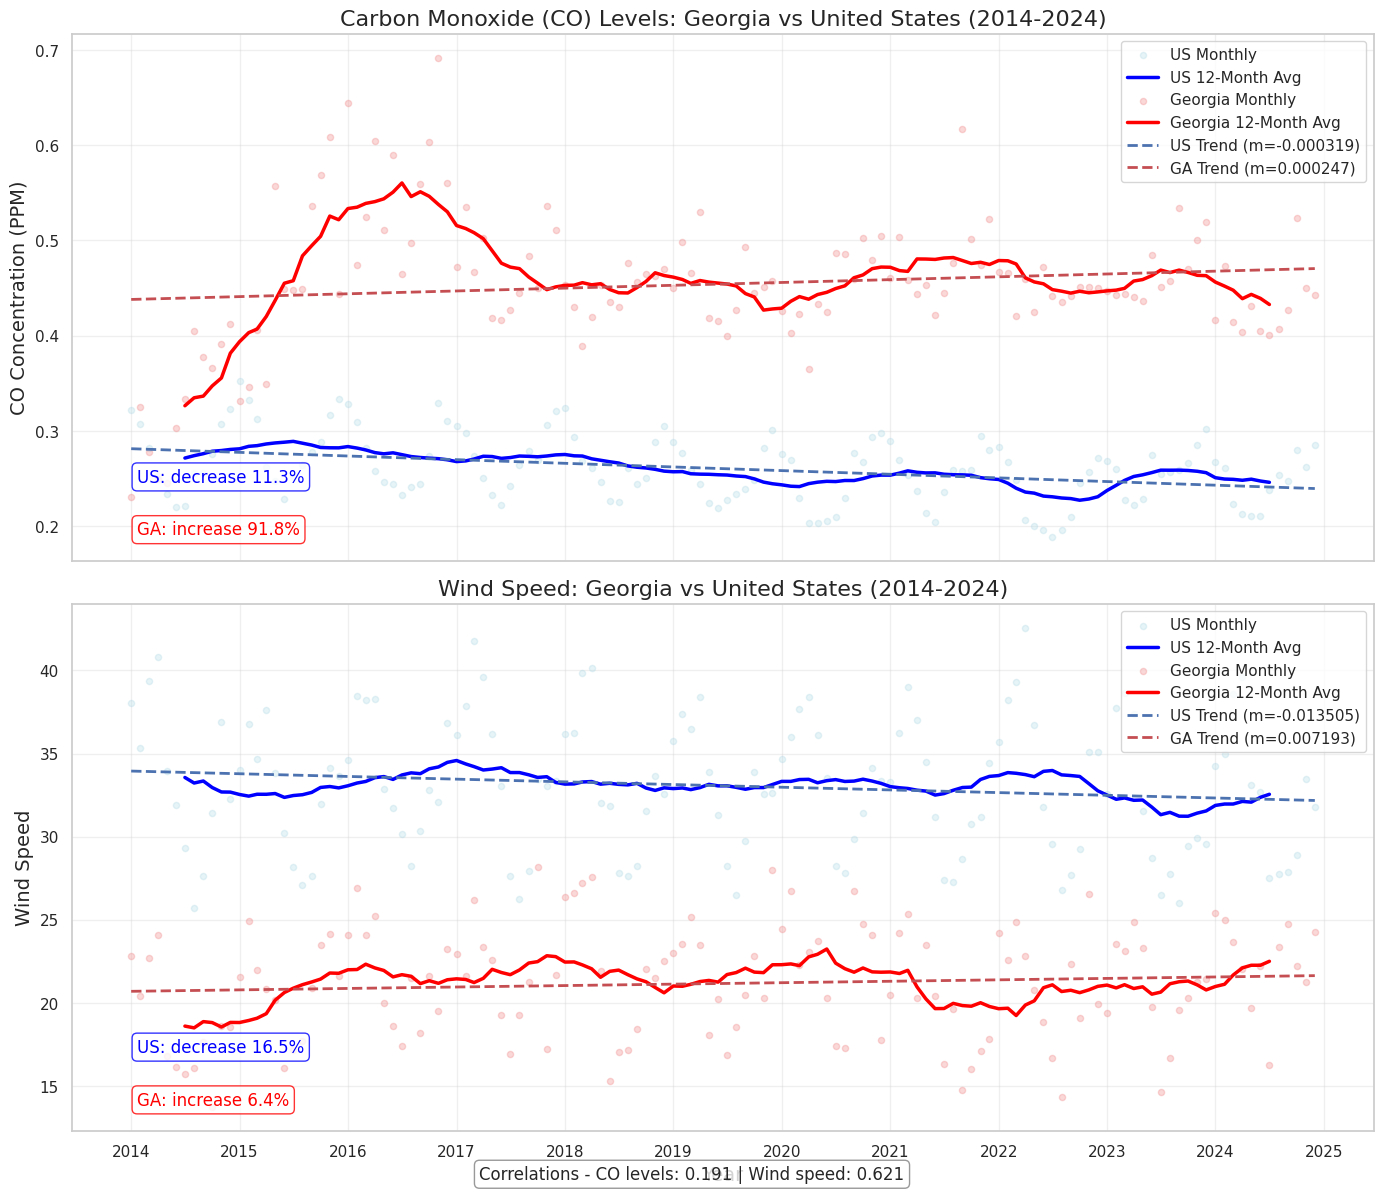 Carbon Monoxide (CO) Levels: Georgia vs United States (2014-2024)
CO Concentration (PPM)
0.7
0.6
0.5
0.4
0.3
0.2
US Monthly
US 12-Month Avg
Georgia Monthly
Georgia 12-Month Avg
US Trend (m=-0.000319)
GA Trend (m=0.000247)
US: decrease 11.3%
GA: increase 91.8%
Wind Speed: Georgia vs United States (2014-2024)
Wind Speed
40
35
30
25
20
15
US Monthly
US 12-Month Avg
Georgia Monthly
Georgia 12-Month Avg
US Trend (m=-0.013505)
GA Trend (m=0.007193)
US: decrease 16.5%
GA: increase 6.4%
2014 2015 2016 2017 2018 2019 2020 2021 2022 2023 2024 2025
Correlations - CO levels: 0.191 | Wind speed: 0.621